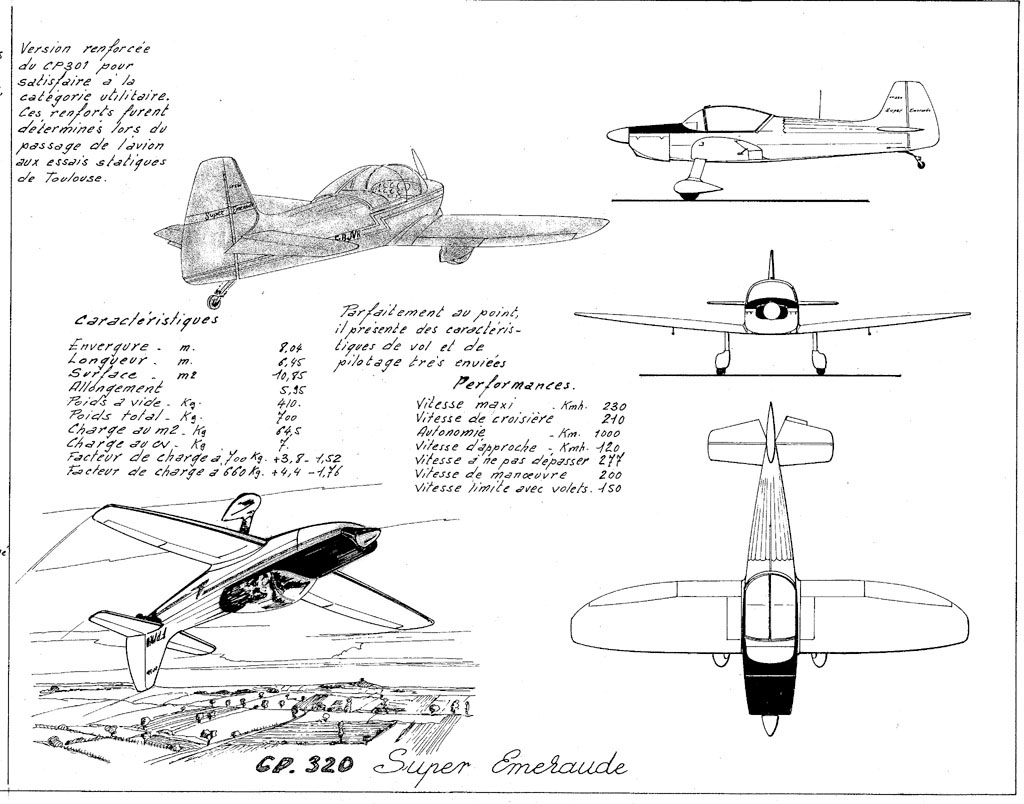 Version renforcée
du CP301 pour
satisfaire à la
catégorie utilitaire.
Ces renforts furent
déterminés lors du
passage de l'avion
aux essais statiques
de Toulouse.
Super Emeraude
Super Emeraude
Caractéristiques
Envergure - m. 8,04
Longueur - m. 6,45
Surface - m2 10,85
Allongement 5,95
Poids à vide - Kg. 410.
Poids total - Kg. 700
Charge au m2 - Kg 64,5
Charge au cv - Kg 7.
Facteur de charge à 700 Kg. +3,8 - 1,52
Facteur de charge à 660 Kg. +4,4 - 1,76
Parfaitement au point,
il présente des caractéris-
tiques de vol et de
pilotage très enviées
Performances.
Vitesse maxi - Kmh. 230
Vitesse de croisière 210
Autonomie - Km. 1000
Vitesse d'approche - Kmh. 120
Vitesse à ne pas dépasser 277
Vitesse de manœuvre 200
Vitesse limite avec volets. 150
CP. 320 Super Emeraude